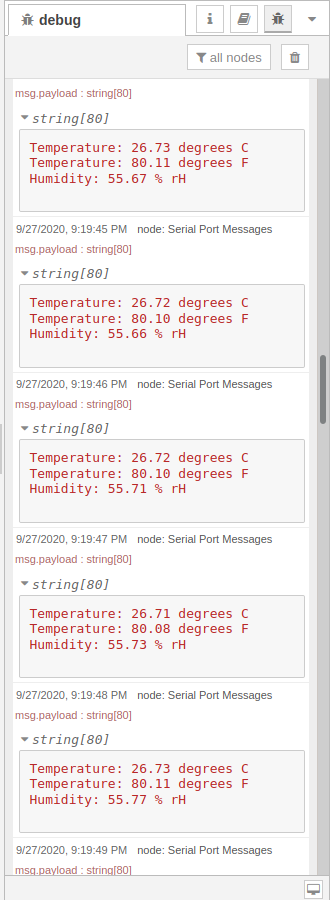 debug
i
all nodes
msg.payload : string[80]
string[80]
Temperature: 26.73 degrees C
Temperature: 80.11 degrees F
Humidity: 55.67 % rH
9/27/2020, 9:19:45 PM node: Serial Port Messages
msg.payload : string[80]
string[80]
Temperature: 26.72 degrees C
Temperature: 80.10 degrees F
Humidity: 55.66 % rH
9/27/2020, 9:19:46 PM node: Serial Port Messages
msg.payload : string[80]
string[80]
Temperature: 26.72 degrees C
Temperature: 80.10 degrees F
Humidity: 55.71 % rH
9/27/2020, 9:19:47 PM node: Serial Port Messages
msg.payload : string[80]
string[80]
Temperature: 26.71 degrees C
Temperature: 80.08 degrees F
Humidity: 55.73 % rH
9/27/2020, 9:19:48 PM node: Serial Port Messages
msg.payload : string[80]
string[80]
Temperature: 26.73 degrees C
Temperature: 80.11 degrees F
Humidity: 55.77 % rH
9/27/2020, 9:19:49 PM node: Serial Port Messages
msg.payload : string[80]